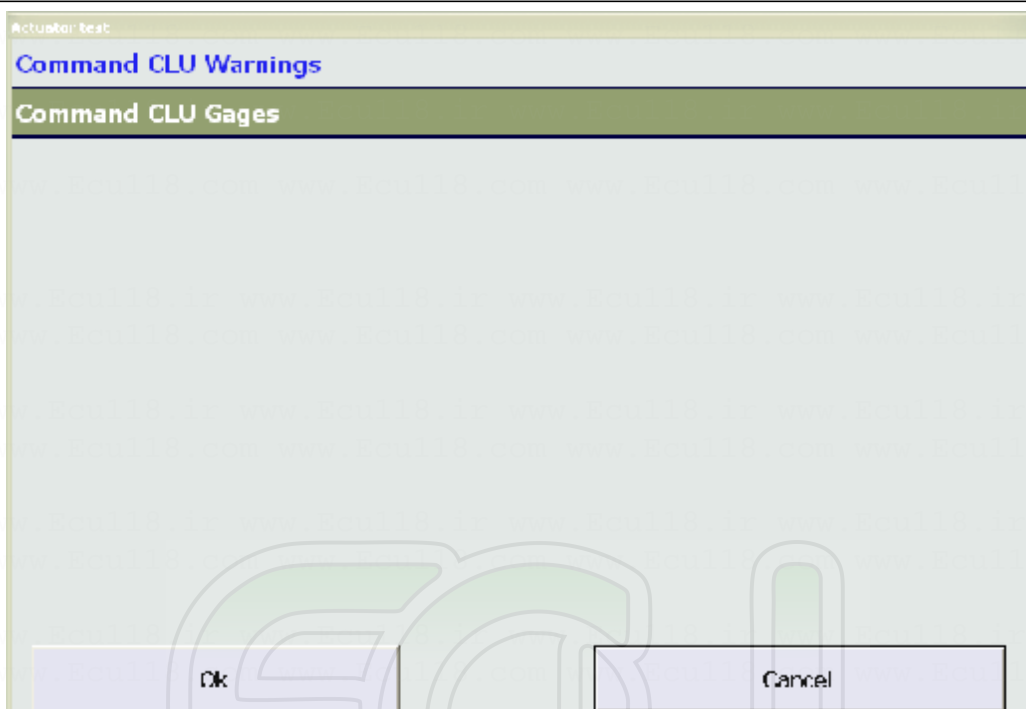 Actuator test
Command CLU Warnings
Command CLU Gages
Ok
Cancel